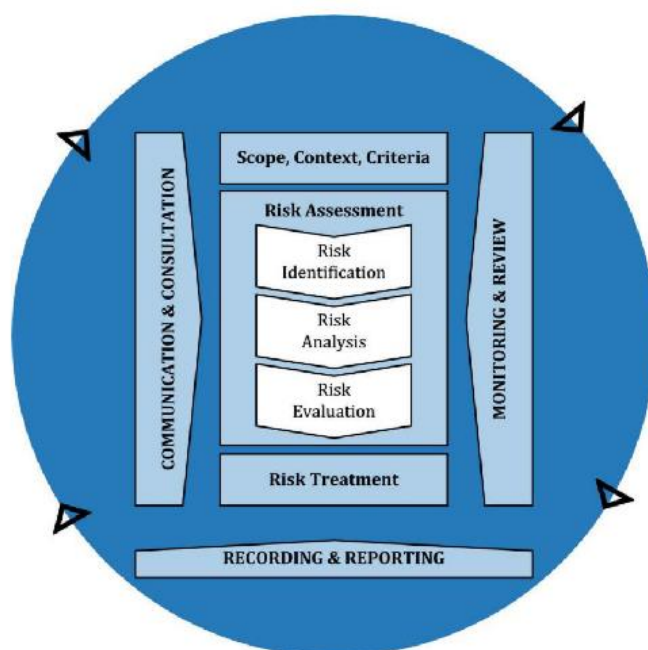 Scope, Context, Criteria
COMMUNICATION & CONSULTATION
Risk Assessment
Risk
Identification
Risk
Analysis
Risk
Evaluation
MONITORING & REVIEW
Risk Treatment
RECORDING & REPORTING